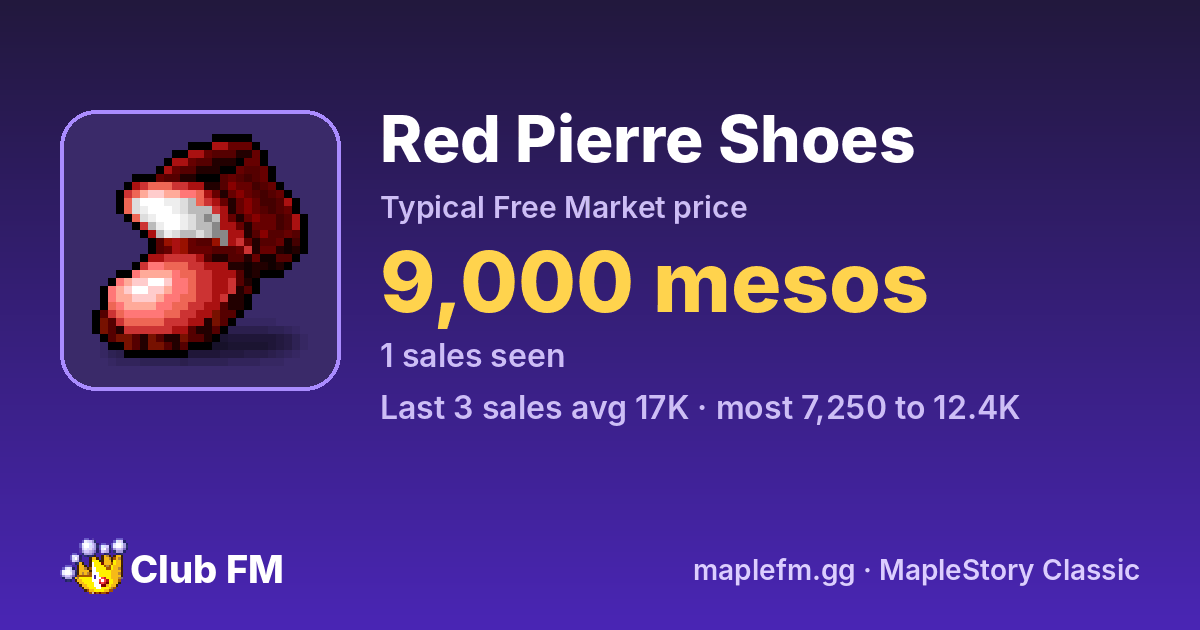 Red Pierre Shoes
Typical Free Market price
9,000 mesos
1 sales seen
Last 3 sales avg 17K · most 7,250 to 12.4K
Club FM
maplefm.gg · MapleStory Classic